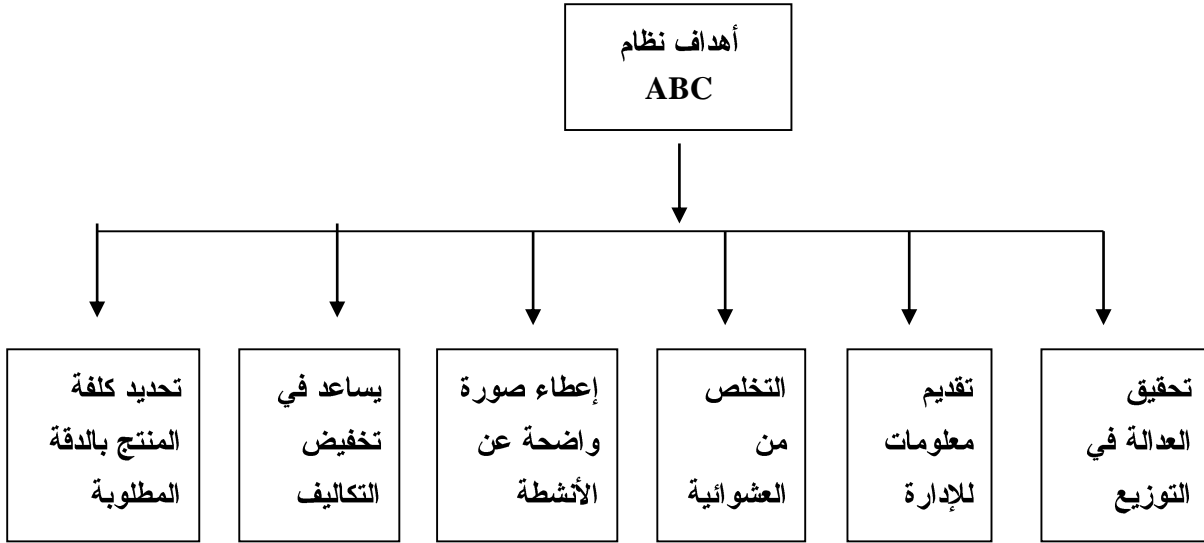 أهداف نظام
ABC
تحقيق
العدالة في
التوزيع
تقديم
معلومات
للإدارة
التخلص
من
العشوائية
إعطاء صورة
واضحة عن
الأنشطة
يساعد في
تخفيض
التكاليف
تحديد كلفة
المنتج بالدقة
المطلوبة